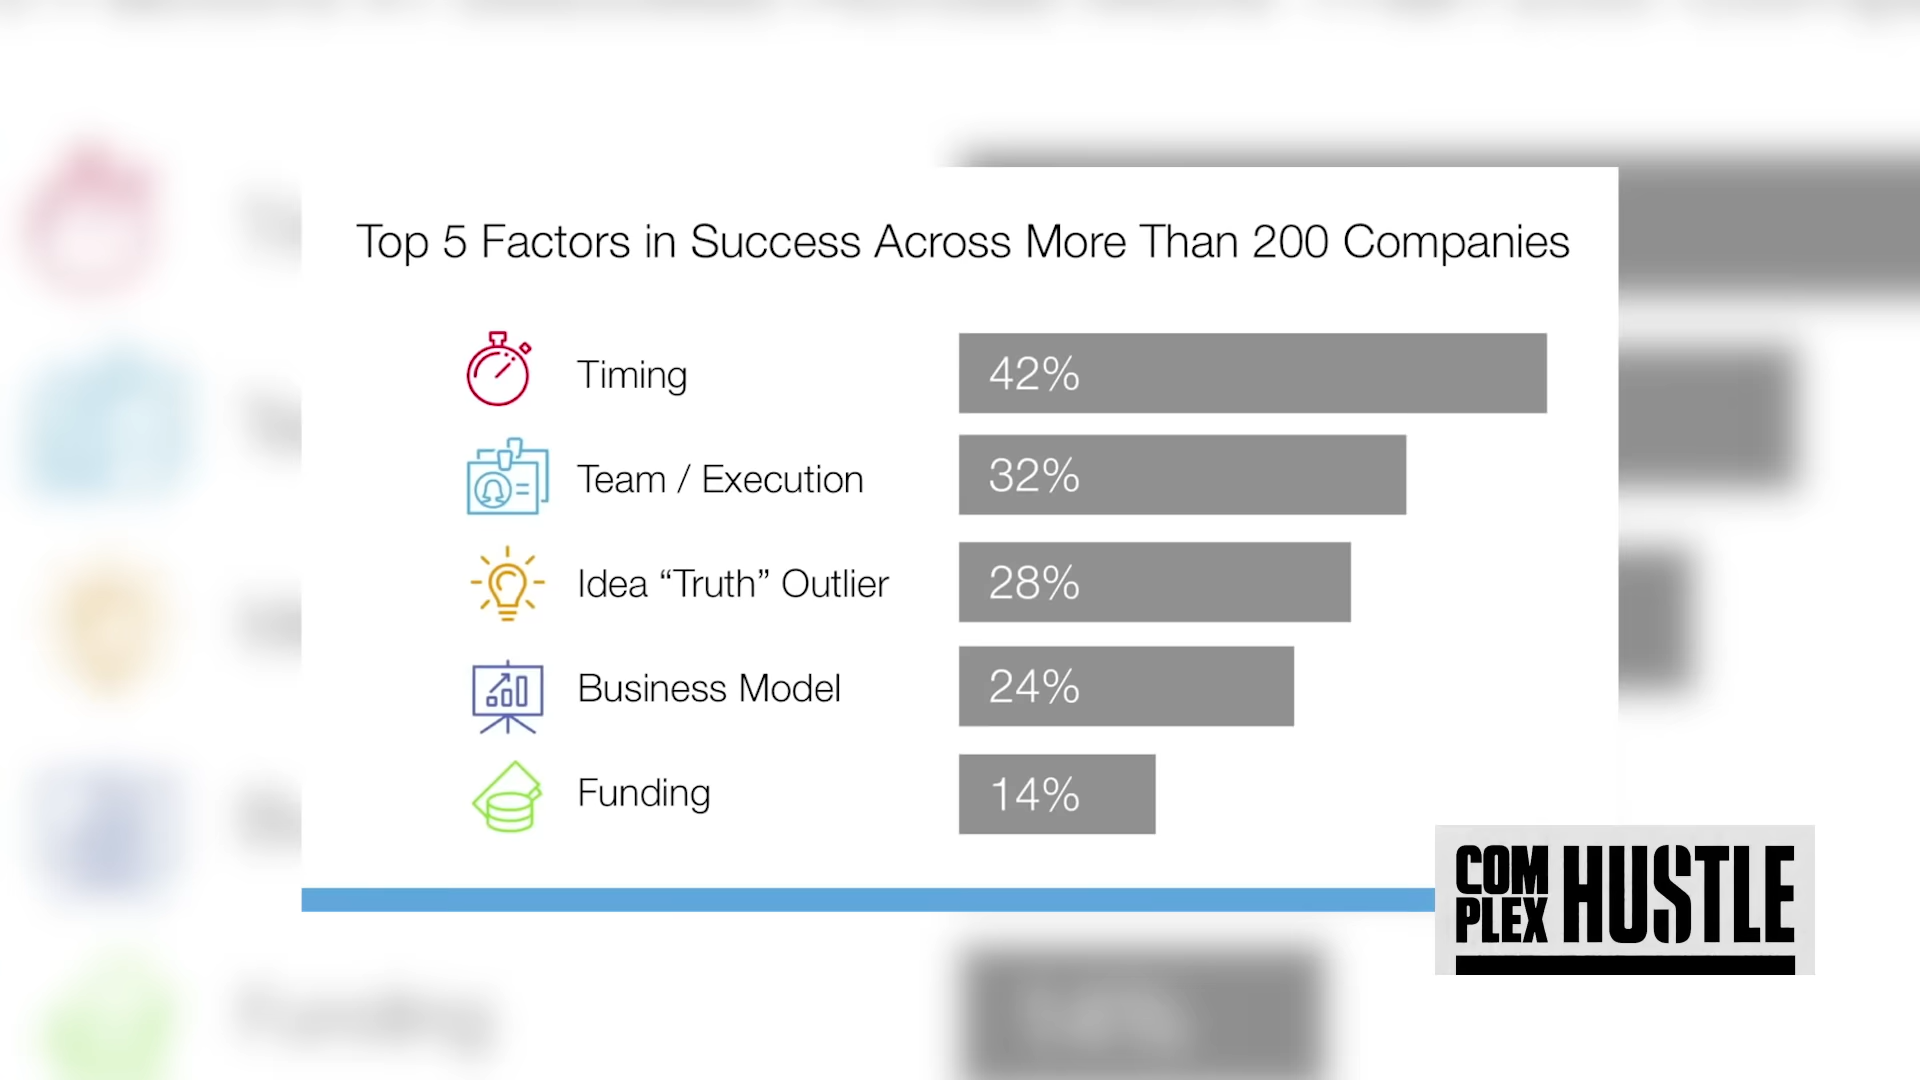 Top 5 Factors in Success Across More Than 200 Companies
Timing 42%
Team / Execution 32%
Idea “Truth” Outlier 28%
Business Model 24%
Funding 14%
COM
PLEX HUSTLE